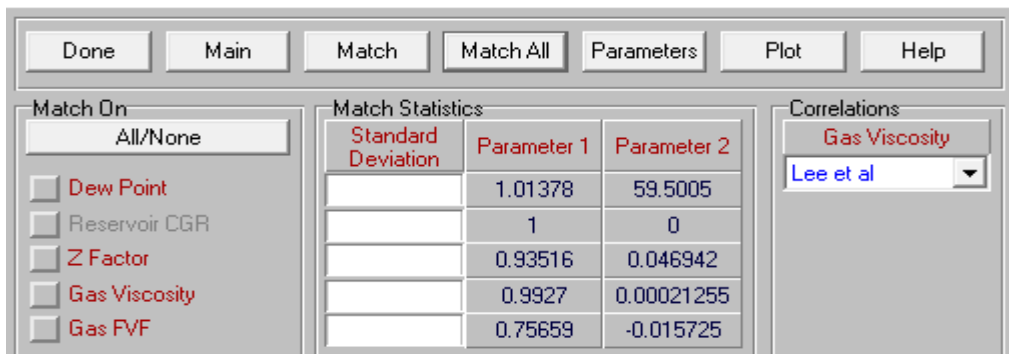 Done Main Match Match All Parameters Plot Help
Match On
All/None
Dew Point
Reservoir CGR
Z Factor
Gas Viscosity
Gas FVF
Match Statistics
Standard Deviation Parameter 1 Parameter 2
1.01378 59.5005
1 0
0.93516 0.046942
0.9927 0.00021255
0.75659 -0.015725
Correlations
Gas Viscosity
Lee et al